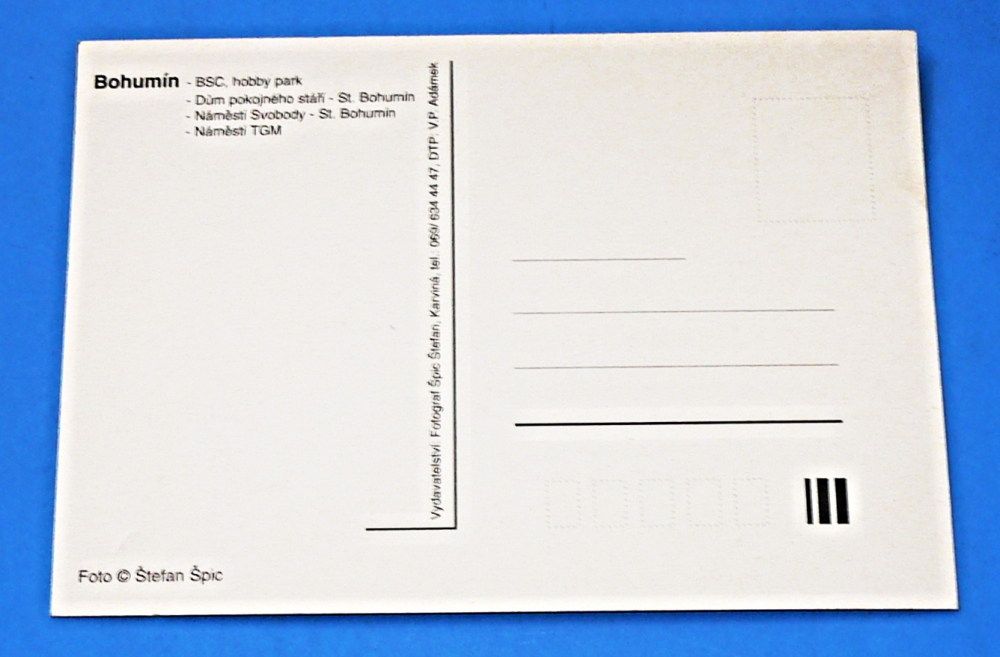 Bohumín - BSC, hobby park
- Dům pokojného stáří - St. Bohumín
- Náměstí Svobody - St. Bohumín
- Náměstí TGM
Vydavatelství: Fotograf Špic Štefan, Karviná, tel.: 069/ 634 44 47, DTP: V.P. Adámek
Foto © Štefan Špic